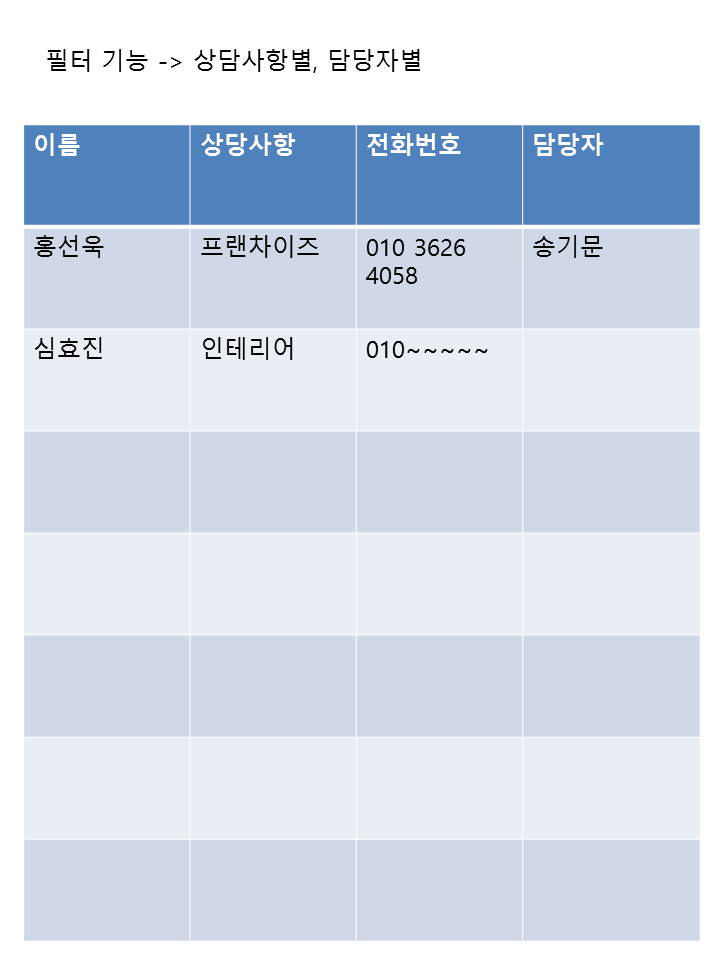 필터 기능 -> 상담사항별, 담당자별
이름 상당사항 전화번호 담당자
홍선욱 프랜차이즈 010 3626 송기문
4058
심효진 인테리어 010~~~~~